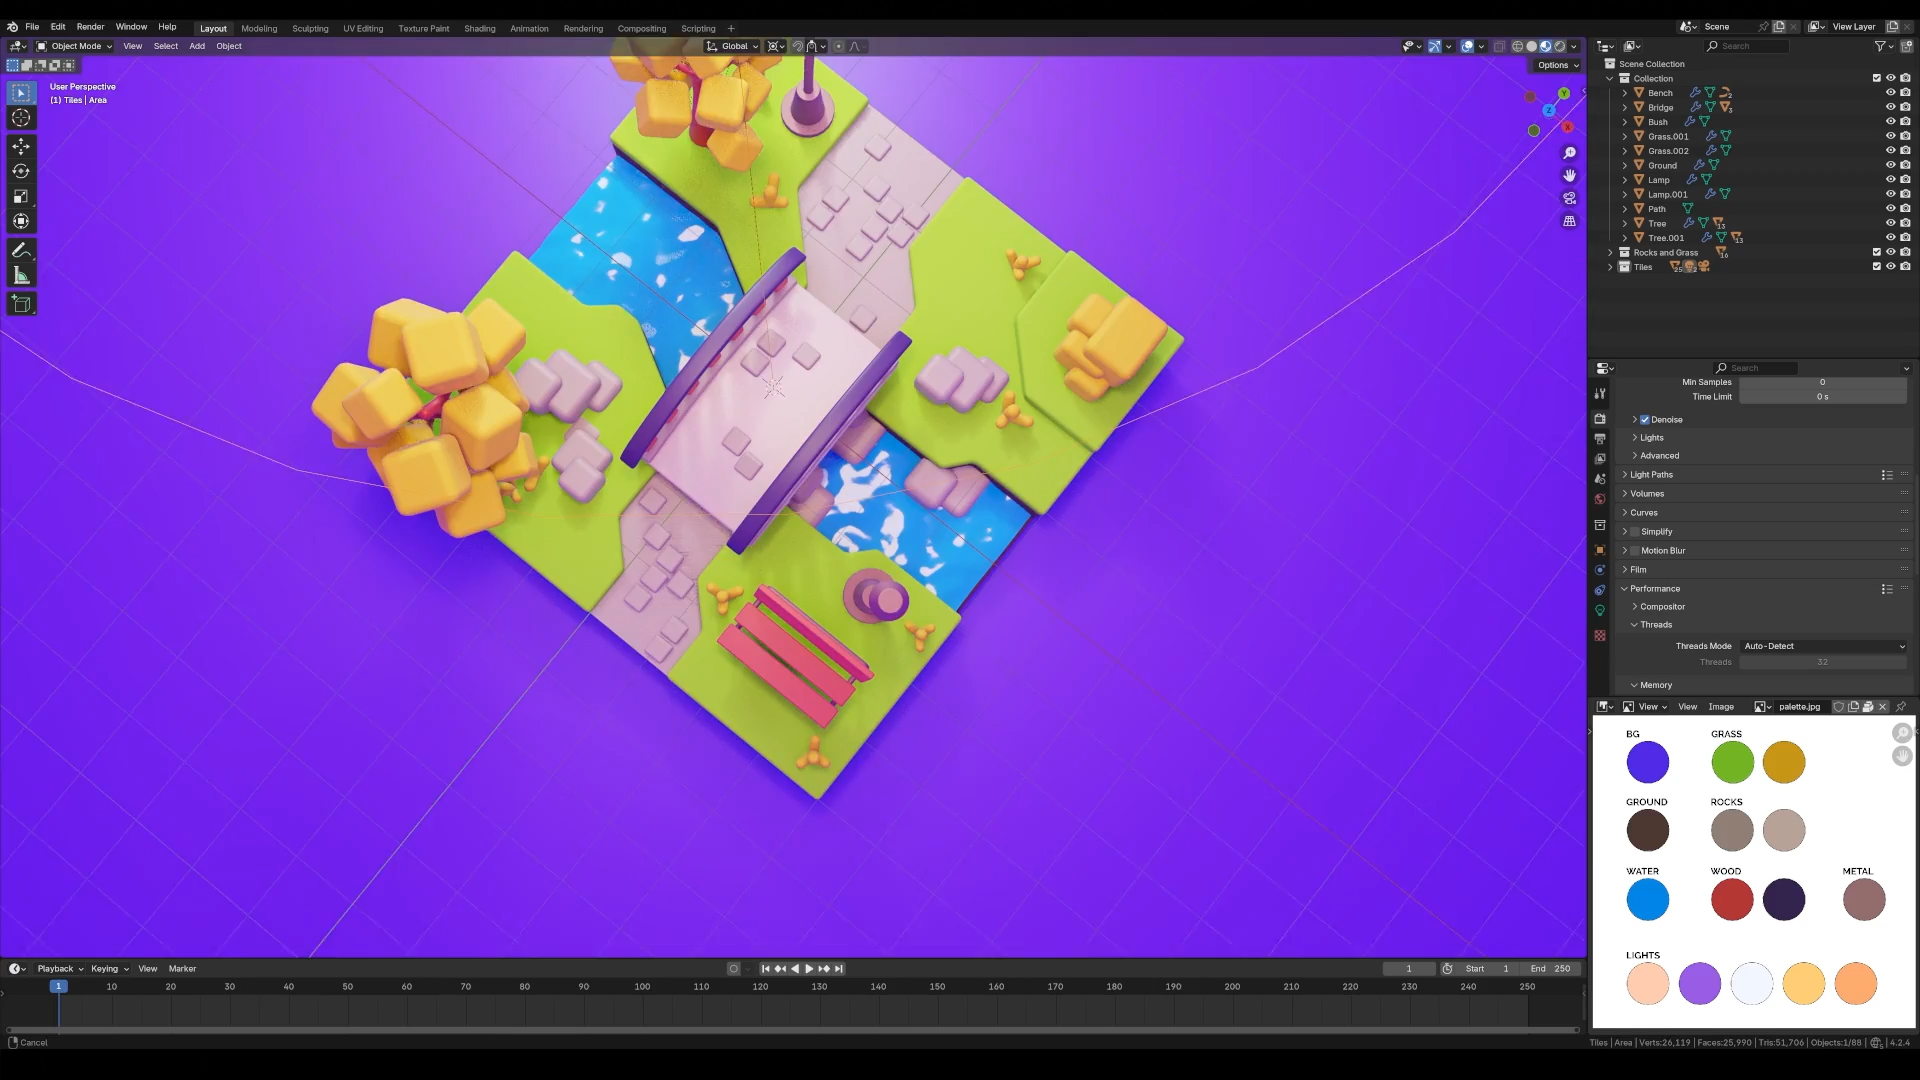 File Edit Render Window Help Layout Modeling Sculpting UV Editing Texture Paint Shading Animation Rendering Compositing Scripting + Scene View Layer
Object Mode View Select Add Object Global Search
Options
User Perspective
(1) Tiles | Area
Y
Z
X
Scene Collection
Collection
Bench 2
Bridge 3
Bush
Grass.001
Grass.002
Ground
Lamp
Lamp.001
Path
Tree 13
Tree.001 13
Rocks and Grass 16
Tiles
Search
Min Samples 0
Time Limit 0 s
Denoise
Lights
Advanced
Light Paths
Volumes
Curves
Simplify
Motion Blur
Film
Performance
Compositor
Threads
Threads Mode Auto-Detect
Threads 32
Memory
View View Image palette.jpg
BG GRASS
GROUND ROCKS
WATER WOOD METAL
LIGHTS
Playback Keying View Marker 1 Start 1 End 250
1 10 20 30 40 50 60 70 80 90 100 110 120 130 140 150 160 170 180 190 200 210 220 230 240 250
Cancel
Tiles | Area | Verts:26,119 | Faces:25,990 | Tris:51,706 | Objects:1/88 | 4.2.4